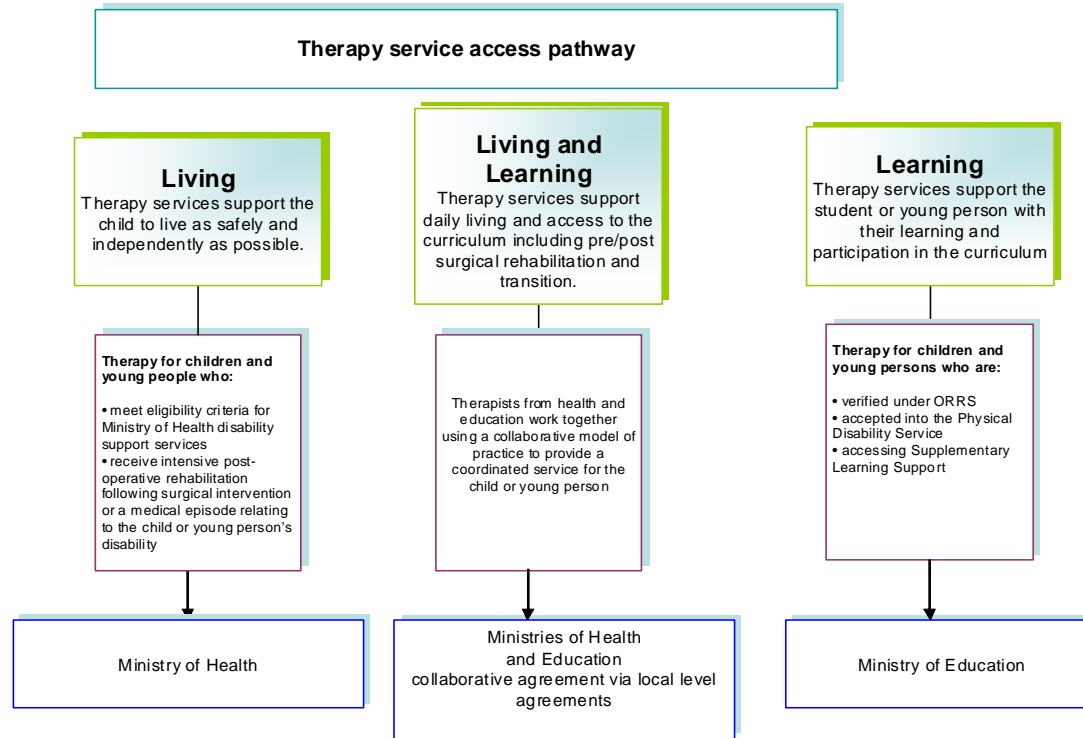 Therapy service access pathway
Living
Therapy services support the
child to live as safely and
independently as possible.
Living and
Learning
Therapy services support
daily living and access to the
curriculum including pre/post
surgical rehabilitation and
transition.
Learning
Therapy services support the
student or young person with
their learning and
participation in the curriculum
Therapy for children and
young people who:
• meet eligibility criteria for
Ministry of Health disability
support services
• receive intensive post-
operative rehabilitation
following surgical intervention
or a medical episode relating
to the child or young person's
disability
Therapists from health and
education work together
using a collaborative model of
practice to provide a
coordinated service for the
child or young person
Therapy for children and
young persons who are:
• verified under ORRS
• accepted into the Physical
Disability Service
• accessing Supplementary
Learning Support
Ministry of Health
Ministries of Health
and Education
collaborative agreement via local level
agreements
Ministry of Education